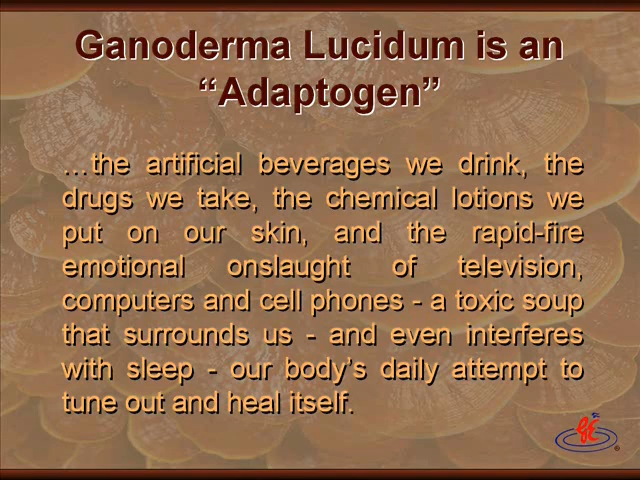 Ganoderma Lucidum is an
“Adaptogen”
…the artificial beverages we drink, the
drugs we take, the chemical lotions we
put on our skin, and the rapid-fire
emotional onslaught of television,
computers and cell phones - a toxic soup
that surrounds us - and even interferes
with sleep - our body’s daily attempt to
tune out and heal itself.
®